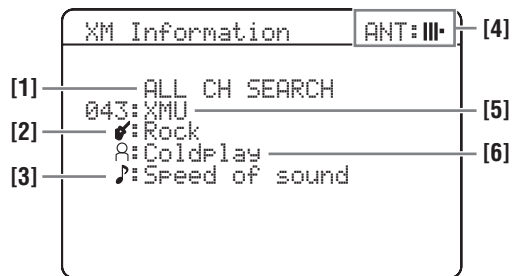 XM Information ANT: [4]
[1] ALL CH SEARCH
043:XMU [5]
[2] :Rock
:Coldplay [6]
[3] :Speed of sound